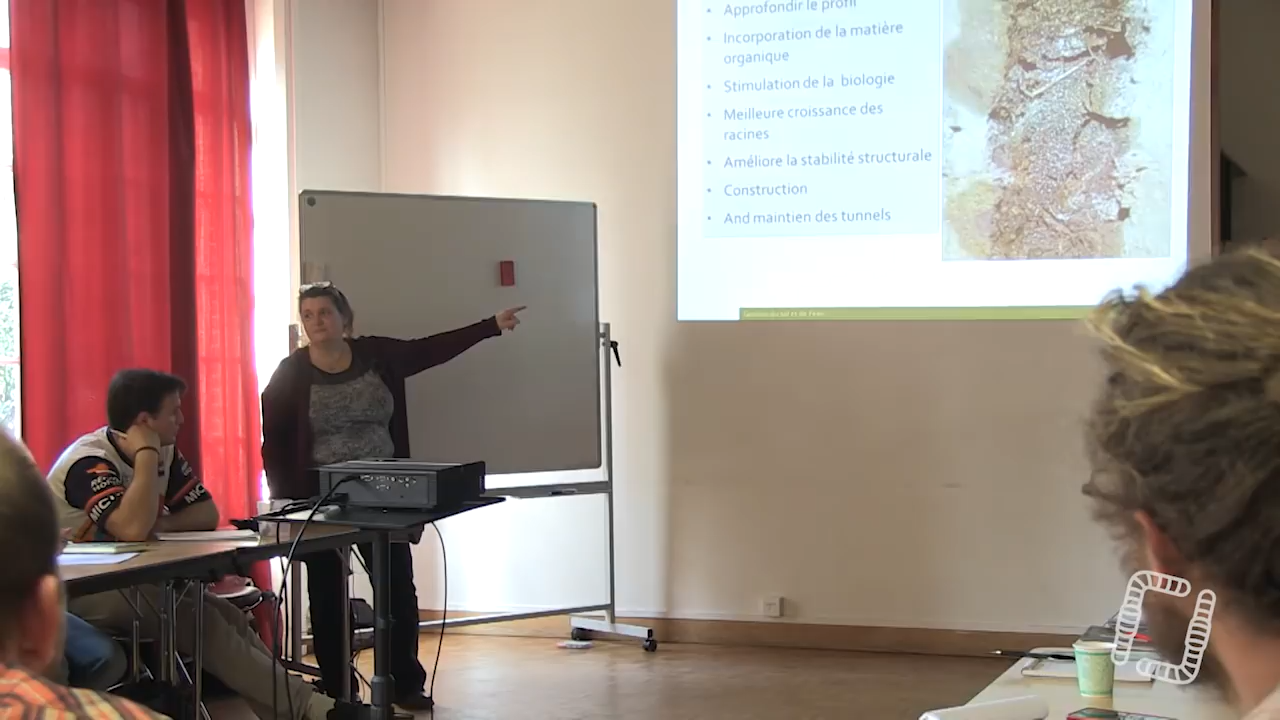 Approfondir le profil
Incorporation de la matière
organique
Stimulation de la biologie
Meilleure croissance des
racines
Améliore la stabilité structurale
Construction
And maintien des tunnels